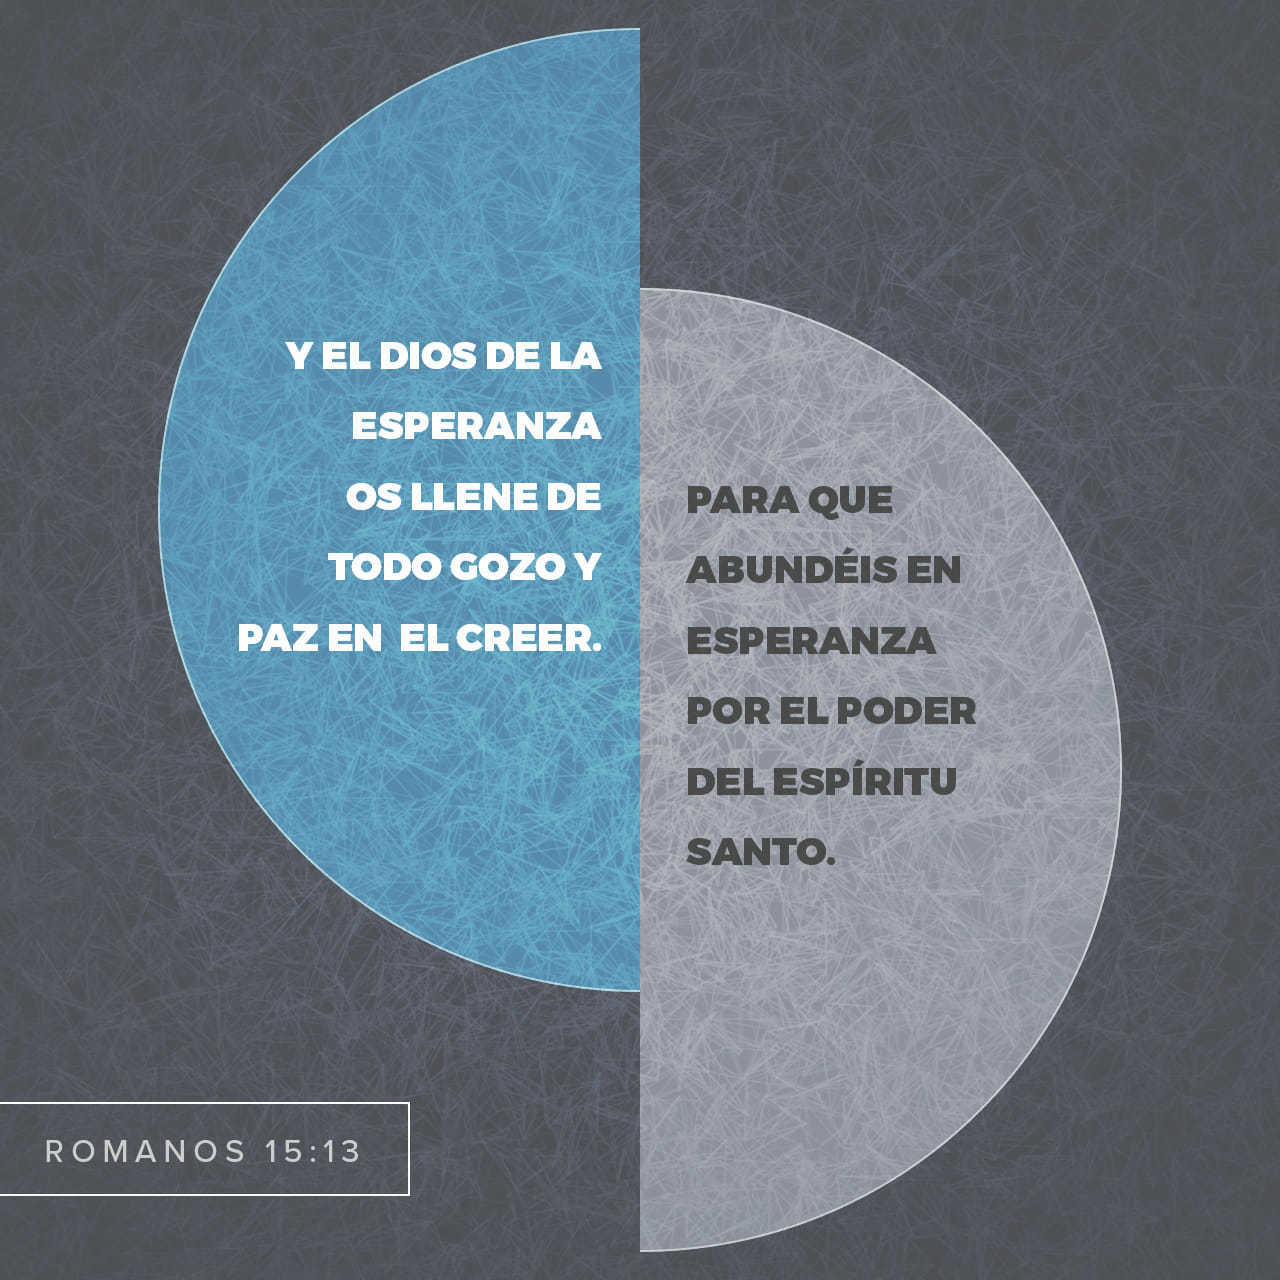 Y EL DIOS DE LA
ESPERANZA
OS LLENE DE
TODO GOZO Y
PAZ EN  EL CREER.
PARA QUE
ABUNDÉIS EN
ESPERANZA
POR EL PODER
DEL ESPÍRITU
SANTO.
ROMANOS 15:13